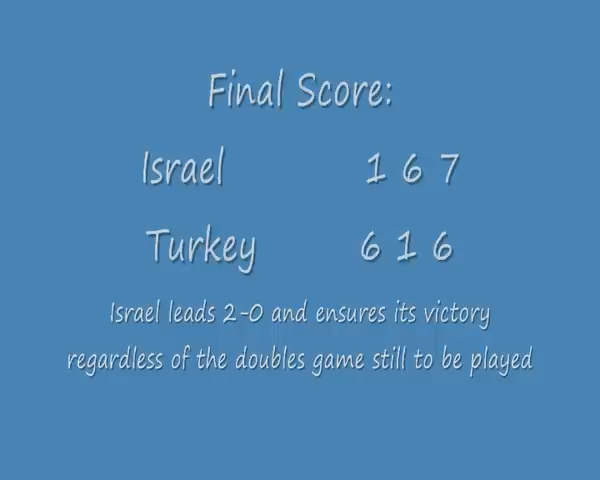 Final Score:
Israel 1 6 7
Turkey 6 1 6
Israel leads 2-0 and ensures its victory
regardless of the doubles game still to be played